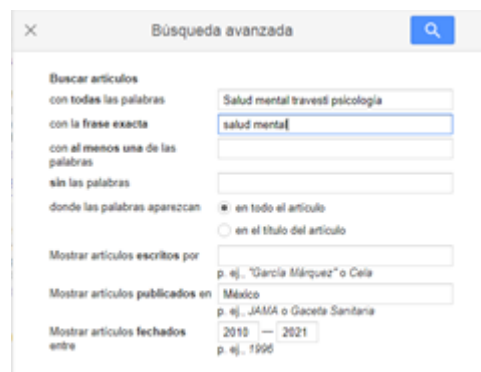 Búsqueda avanzada
Buscar artículos
con todas las palabras Salud mental travesti psicología
con la frase exacta salud mental
con al menos una de las
palabras
sin las palabras
donde las palabras aparezcan en todo el artículo
en el título del artículo
Mostrar artículos escritos por
p. ej., "García Márquez" o Cela
Mostrar artículos publicados en México
p. ej., JAMA o Gaceta Sanitaria
Mostrar artículos fechados 2010 — 2021
entre p. ej., 1996